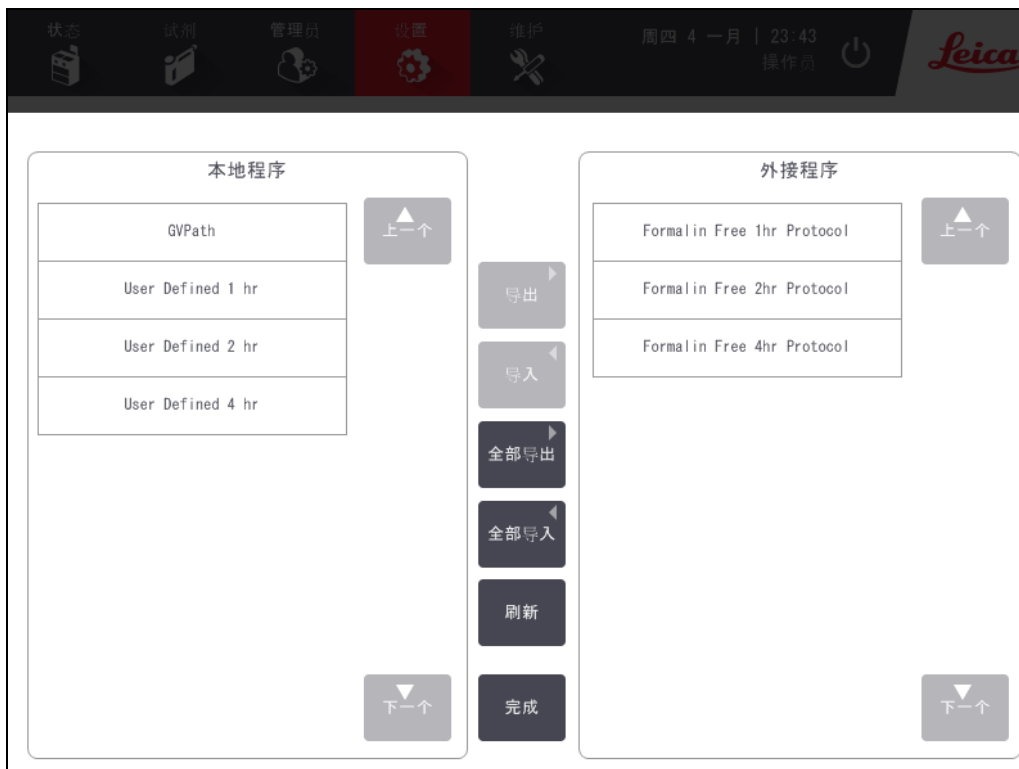 状态 试剂 管理员 设置 维护 周四 4 一月 | 23:43
操作员
Leica
本地程序
GVPath
User Defined 1 hr
User Defined 2 hr
User Defined 4 hr
上一个
下一个
导出
导入
全部导出
全部导入
刷新
完成
外接程序
Formalin Free 1hr Protocol
Formalin Free 2hr Protocol
Formalin Free 4hr Protocol
上一个
下一个